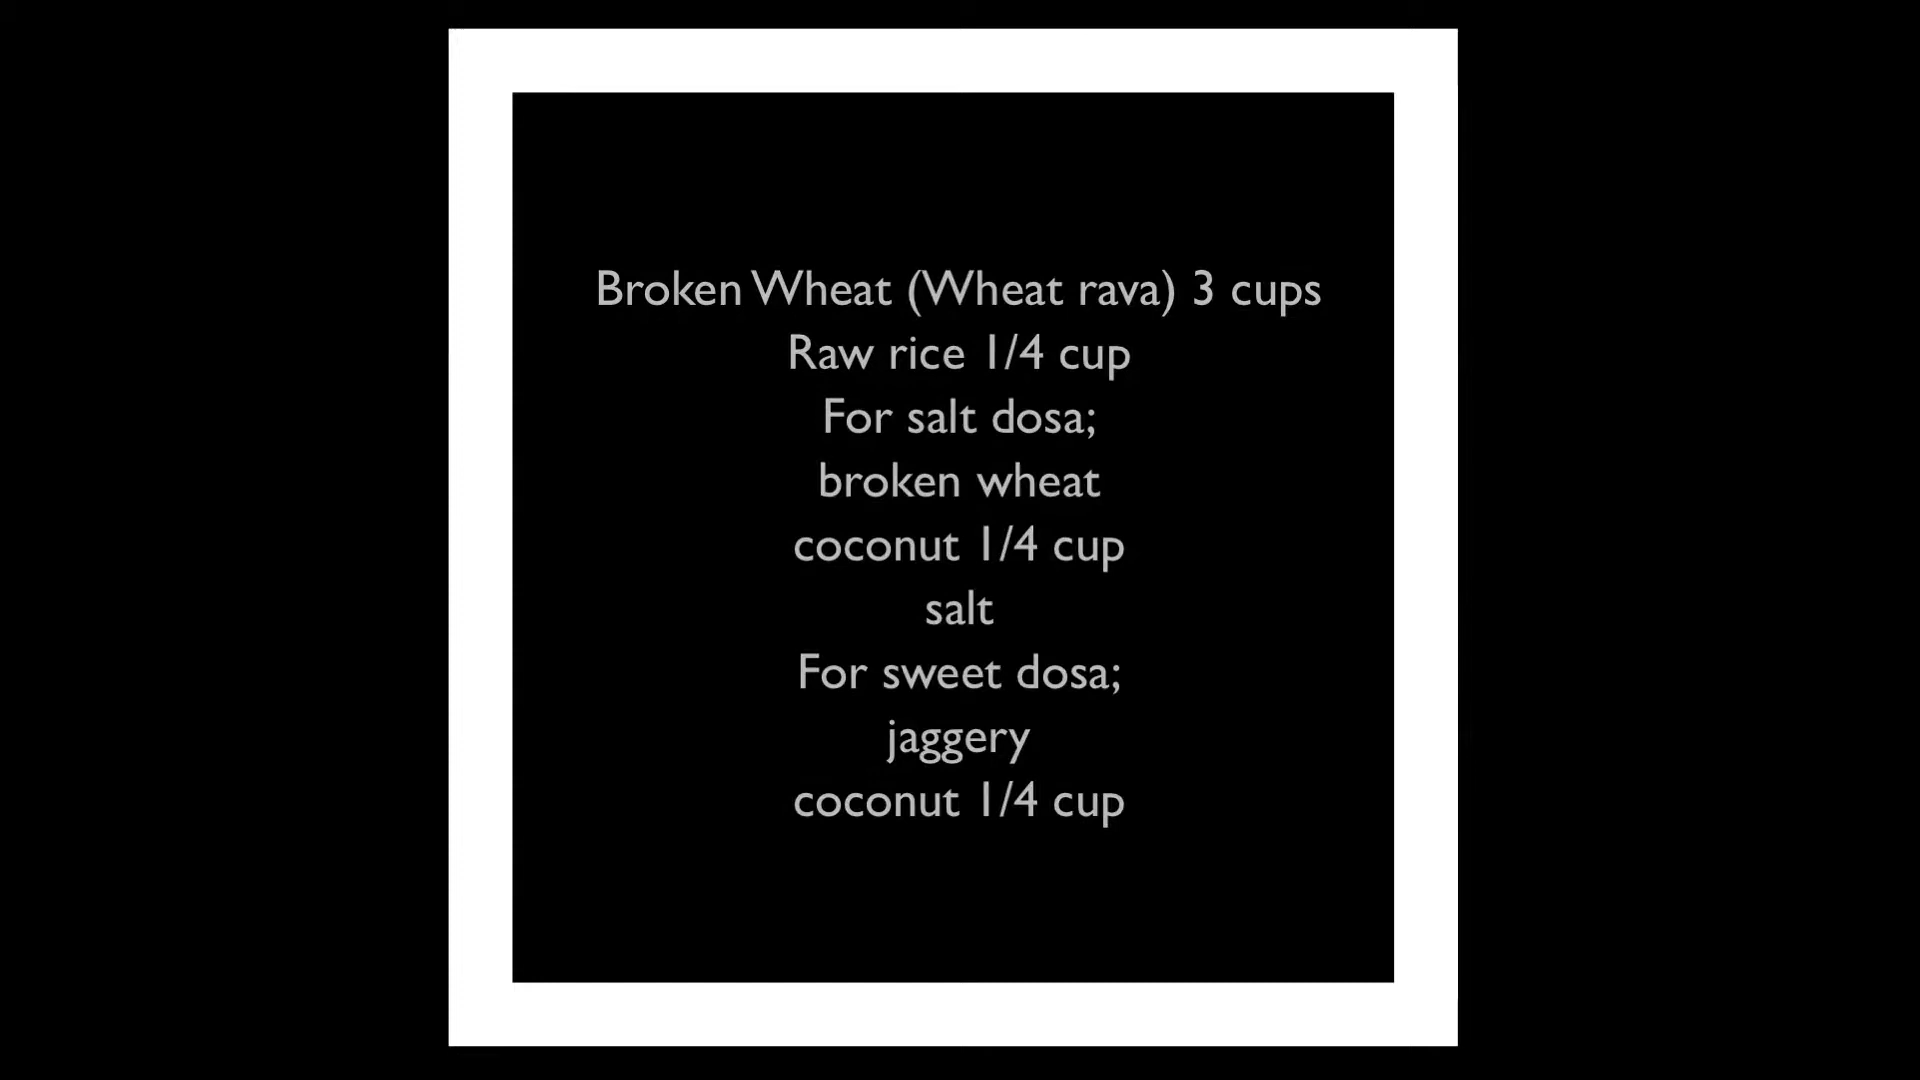 Broken Wheat (Wheat rava) 3 cups
Raw rice 1/4 cup
For salt dosa;
broken wheat
coconut 1/4 cup
salt
For sweet dosa;
jaggery
coconut 1/4 cup